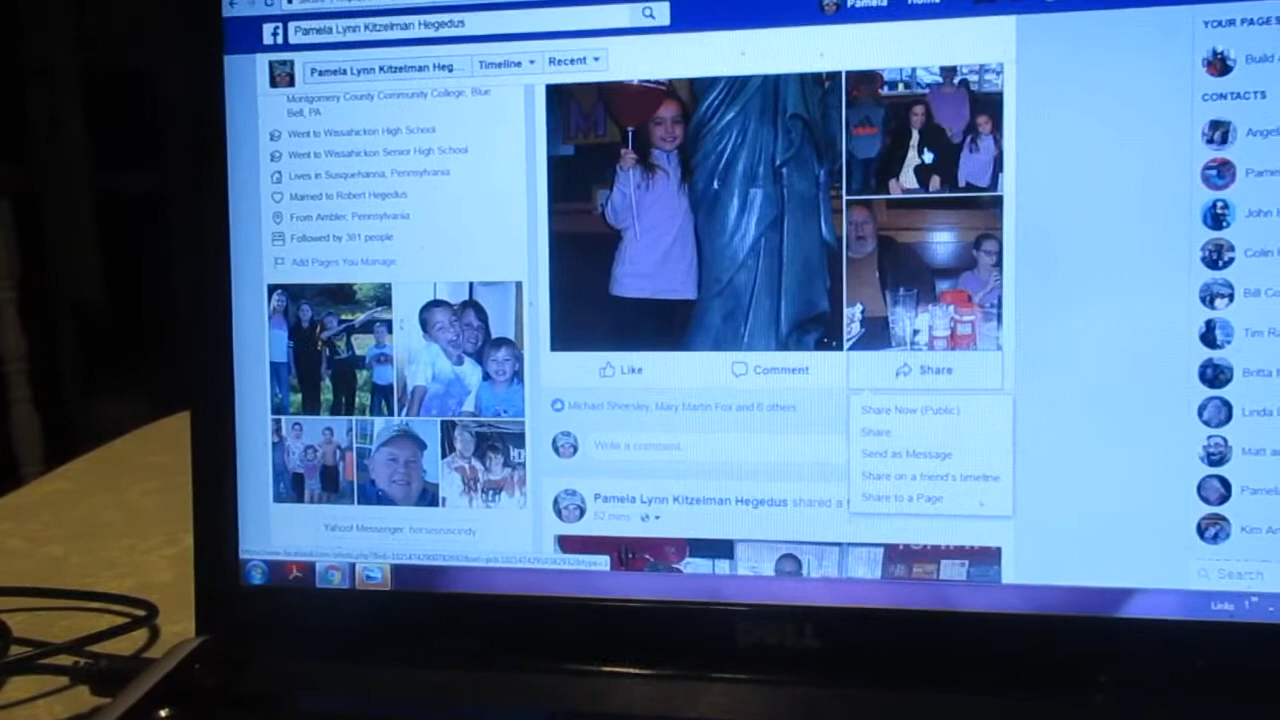 Pamela
Home
Pamela Lynn Kitzelman Hegedus
Pamela Lynn Kitzelman Heg...
Timeline
Recent
Montgomery County Community College, Blue
Bell, PA
Went to Wissahickon High School
Went to Wissahickon Senior High School
Lives in Susquehanna, Pennsylvania
Married to Robert Hegedus
From Ambler, Pennsylvania
Followed by 381 people
Add Pages You Manage
Yahoo! Messenger: horsesruscindy
M
Like
Comment
Share
Michael Sheesley, Mary Martin Fox and 6 others
Write a comment.
Share Now (Public)
Share
Send as Message
Share on a friend's timeline
Share to a Page
Pamela Lynn Kitzelman Hegedus shared a
52 mins
YOUR PAGES
Build
CONTACTS
Ange
Pame
John
Colin
Bill Co
Tim R
Britta
Linda
Matt a
Pamel
Kim A
Search
Links
DELL